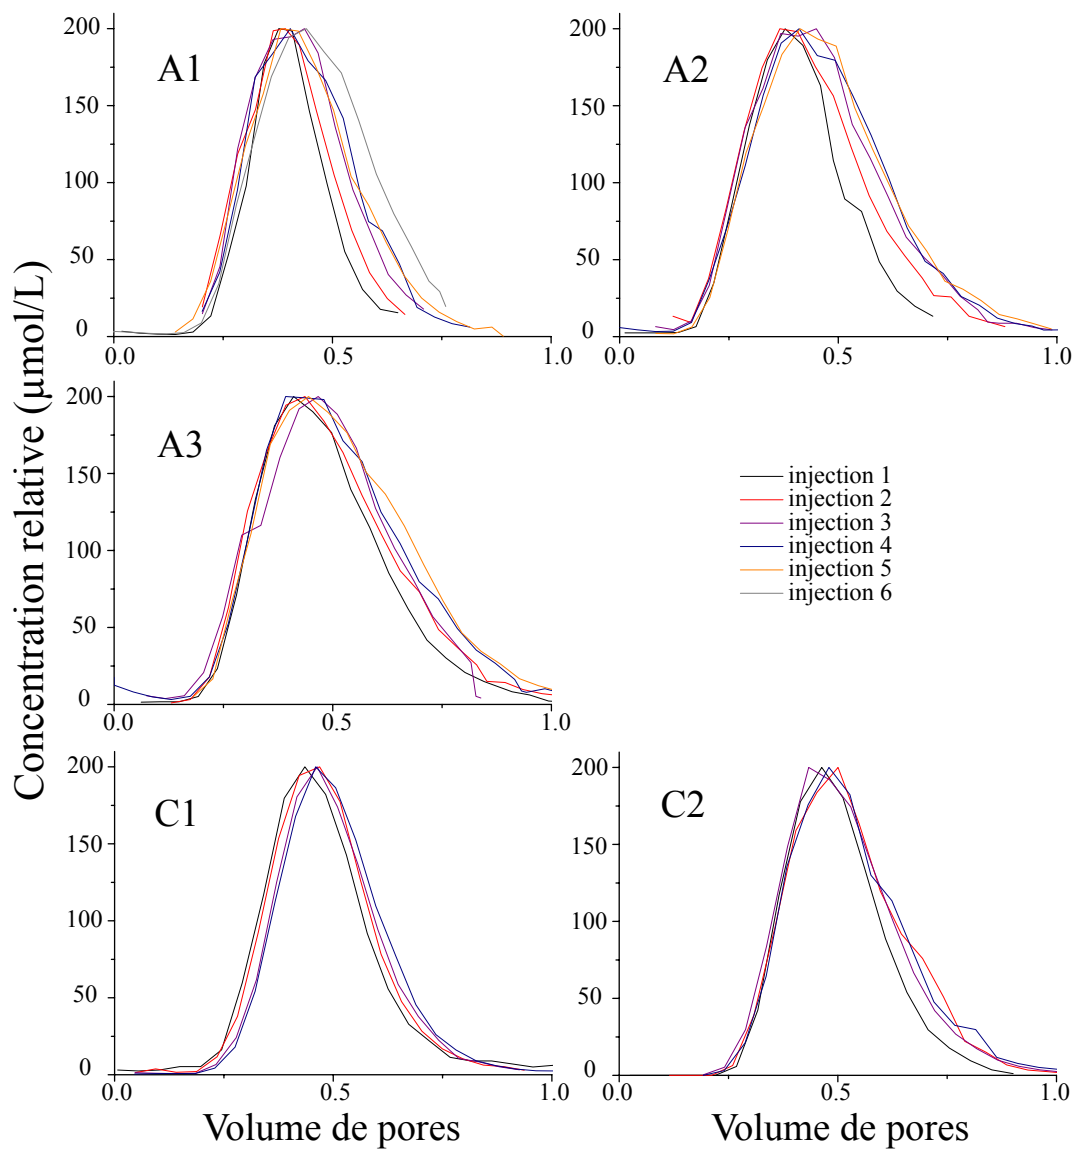 Concentration relative (µmol/L)
A1
200
150
100
50
0
0.0
0.5
1.0
A2
200
150
100
50
0
0.0
0.5
1.0
A3
200
150
100
50
0
0.0
0.5
1.0
injection 1
injection 2
injection 3
injection 4
injection 5
injection 6
C1
200
150
100
50
0
0.0
0.5
1.0
Volume de pores
C2
200
150
100
50
0
0.0
0.5
1.0
Volume de pores